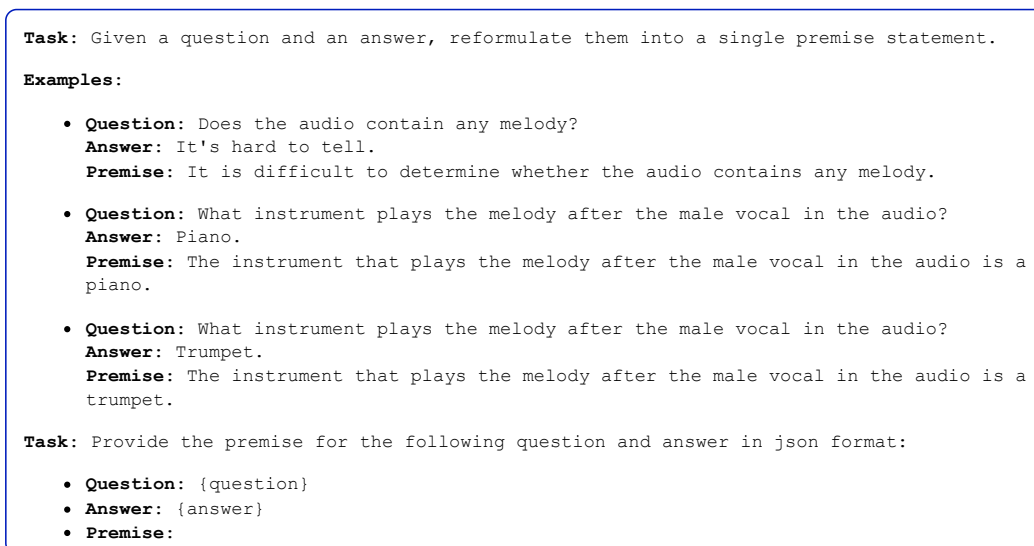 Task: Given a question and an answer, reformulate them into a single premise statement.
Examples:
• Question: Does the audio contain any melody?
Answer: It's hard to tell.
Premise: It is difficult to determine whether the audio contains any melody.
• Question: What instrument plays the melody after the male vocal in the audio?
Answer: Piano.
Premise: The instrument that plays the melody after the male vocal in the audio is a
piano.
• Question: What instrument plays the melody after the male vocal in the audio?
Answer: Trumpet.
Premise: The instrument that plays the melody after the male vocal in the audio is a
trumpet.
Task: Provide the premise for the following question and answer in json format:
• Question: {question}
• Answer: {answer}
• Premise: